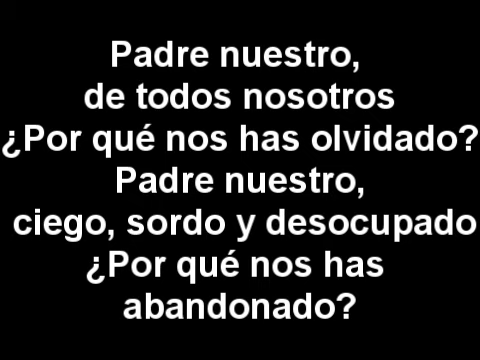 Padre nuestro,
de todos nosotros
¿Por qué nos has olvidado?
Padre nuestro,
ciego, sordo y desocupado
¿Por qué nos has
abandonado?